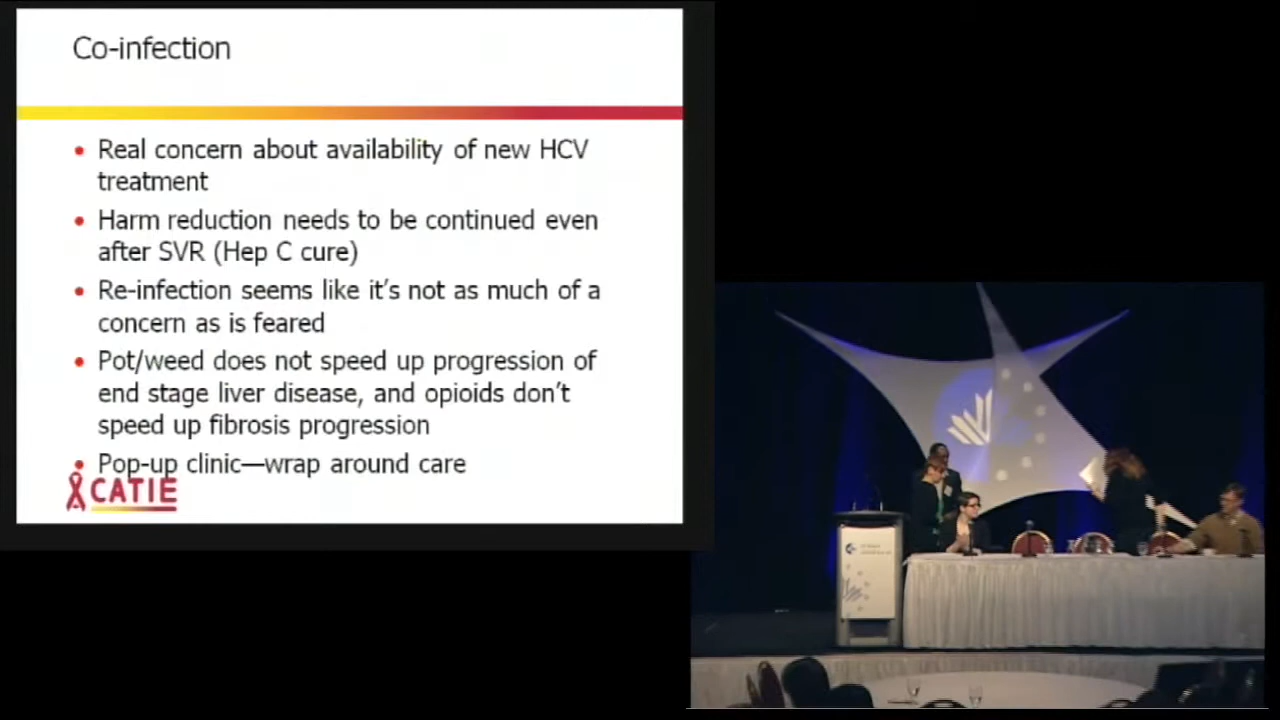 Co-infection
• Real concern about availability of new HCV
treatment
• Harm reduction needs to be continued even
after SVR (Hep C cure)
• Re-infection seems like it's not as much of a
concern as is feared
• Pot/weed does not speed up progression of
end stage liver disease, and opioids don't
speed up fibrosis progression
• Pop-up clinic—wrap around care
CATIE